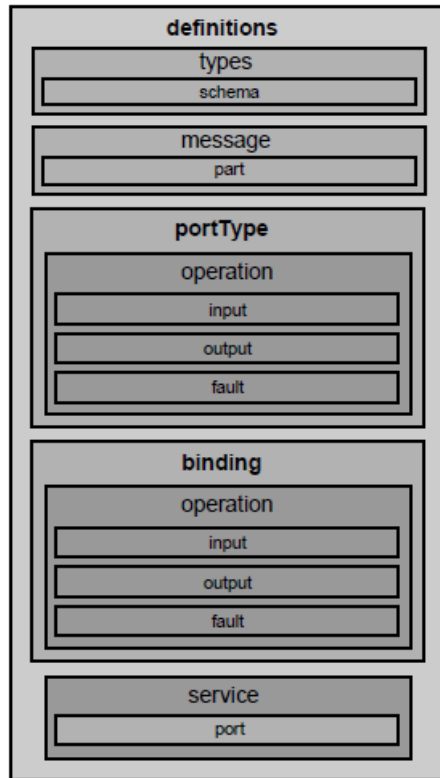 definitions
types
schema
message
part
portType
operation
input
output
fault
binding
operation
input
output
fault
service
port